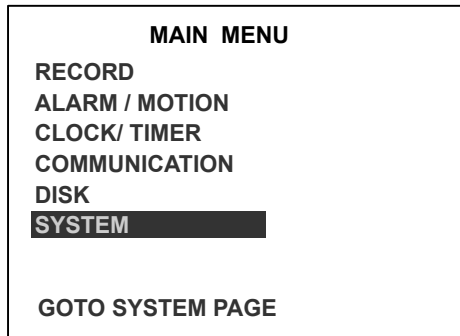 MAIN MENU
RECORD
ALARM / MOTION
CLOCK/ TIMER
COMMUNICATION
DISK
SYSTEM
GOTO SYSTEM PAGE